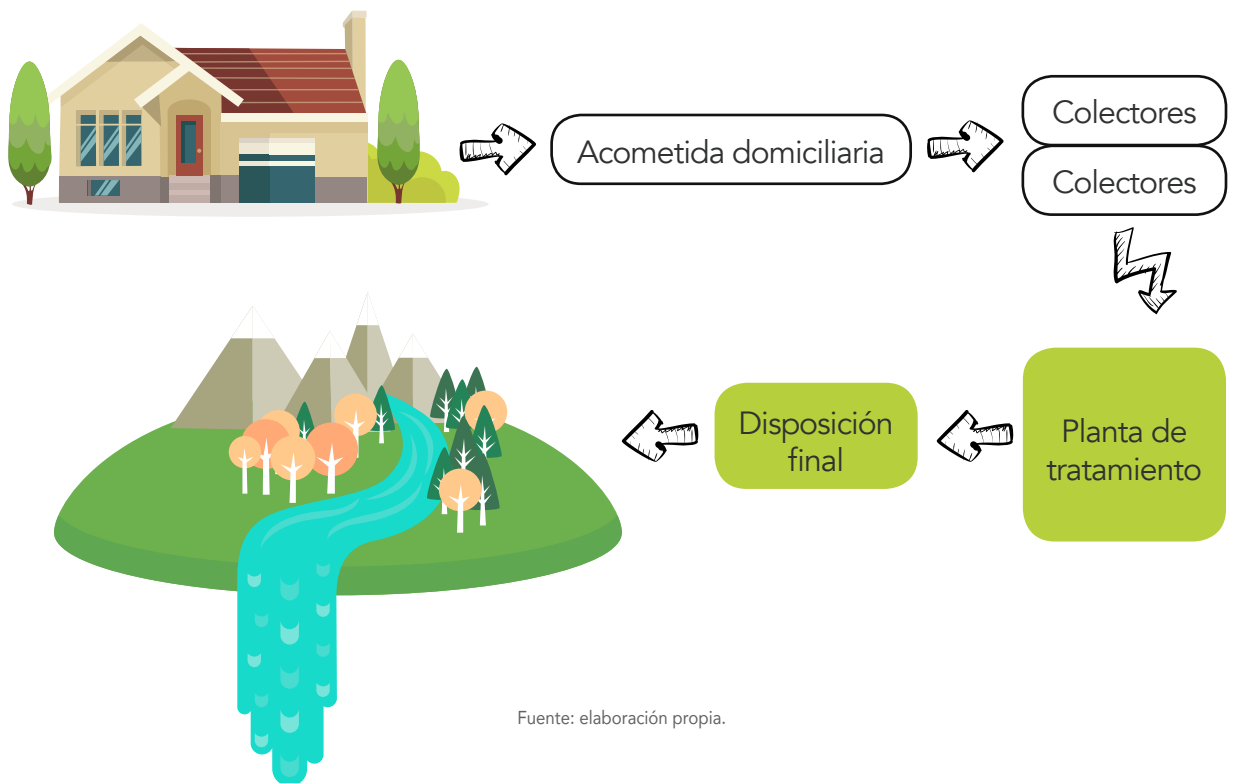 Acometida domiciliaria
Colectores
Colectores
Planta de
tratamiento
Disposición
final
Fuente: elaboración propia.